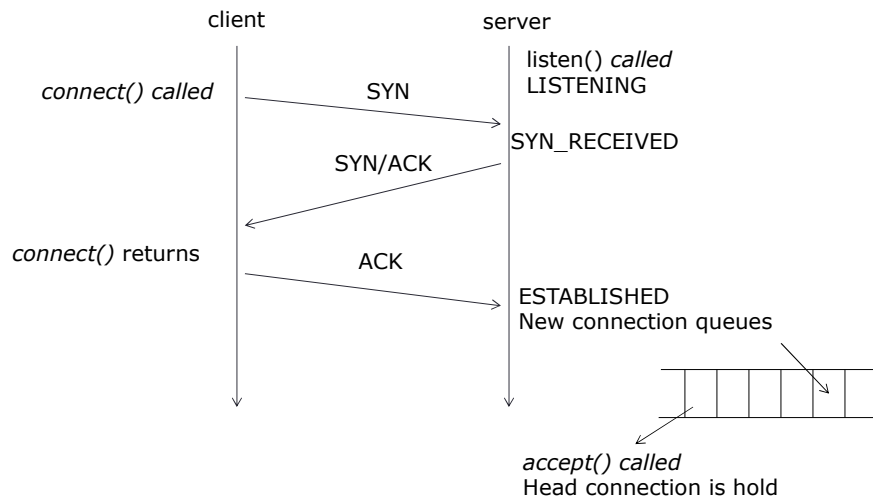 client
server
listen() called
LISTENING
connect() called
SYN
SYN_RECEIVED
SYN/ACK
connect() returns
ACK
ESTABLISHED
New connection queues
accept() called
Head connection is hold